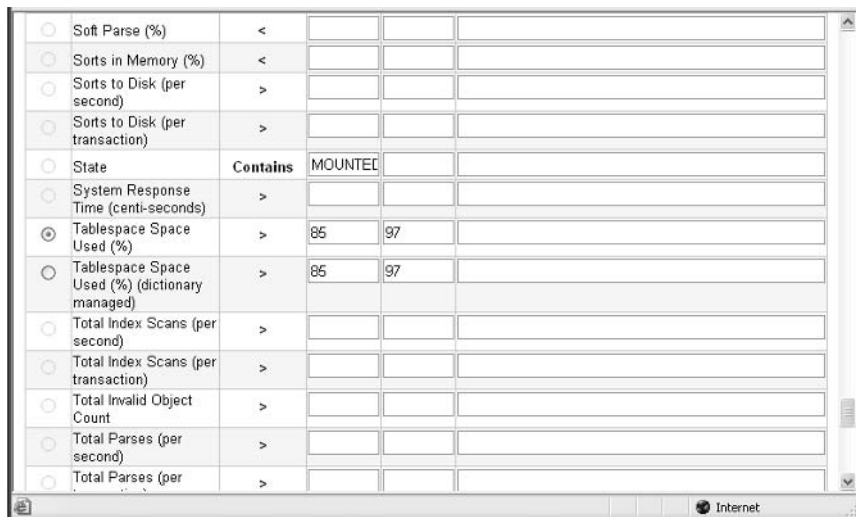 Soft Parse (%) <
Sorts in Memory (%) <
Sorts to Disk (per
second) >
Sorts to Disk (per
transaction) >
State Contains MOUNTED
System Response
Time (centi-seconds) >
Tablespace Space
Used (%) > 85 97
Tablespace Space
Used (%) (dictionary
managed) > 85 97
Total Index Scans (per
second) >
Total Index Scans (per
transaction) >
Total Invalid Object
Count >
Total Parses (per
second) >
Total Parses (per
>
Internet